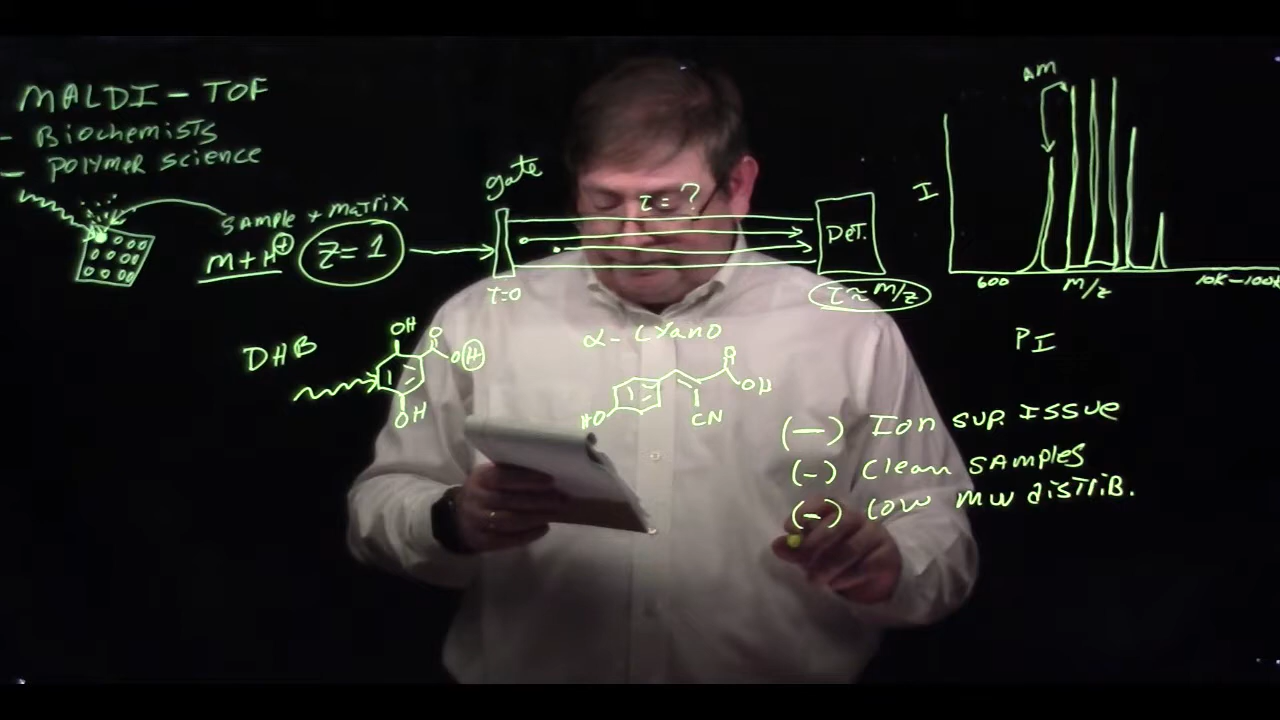 MALDI - TOF
- Biochemists
- Polymer science
SAMPLE + MATRIX
M + H⊕ Z = 1
gate
τ = ?
τ=0
DET.
τ ≈ M/Z
ΔM
I
600 M/Z 10K-100K
PI
DHB
OH
O
OH
OH
α-CYANO
O
OH
HO
CN
(-) Ion sup. ISSUE
(-) Clean SAMPLES
(-) Low MW DISTRIB.